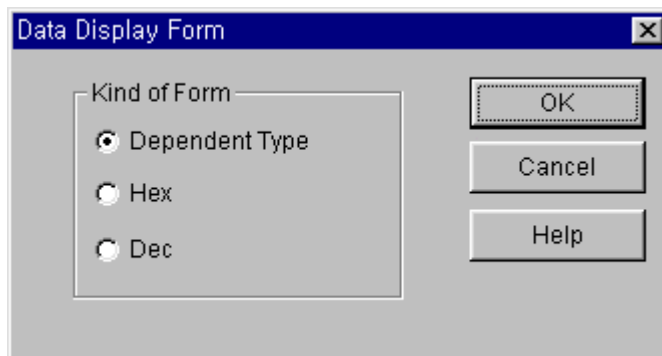 Data Display Form
Kind of Form
Dependent Type
Hex
Dec
OK
Cancel
Help